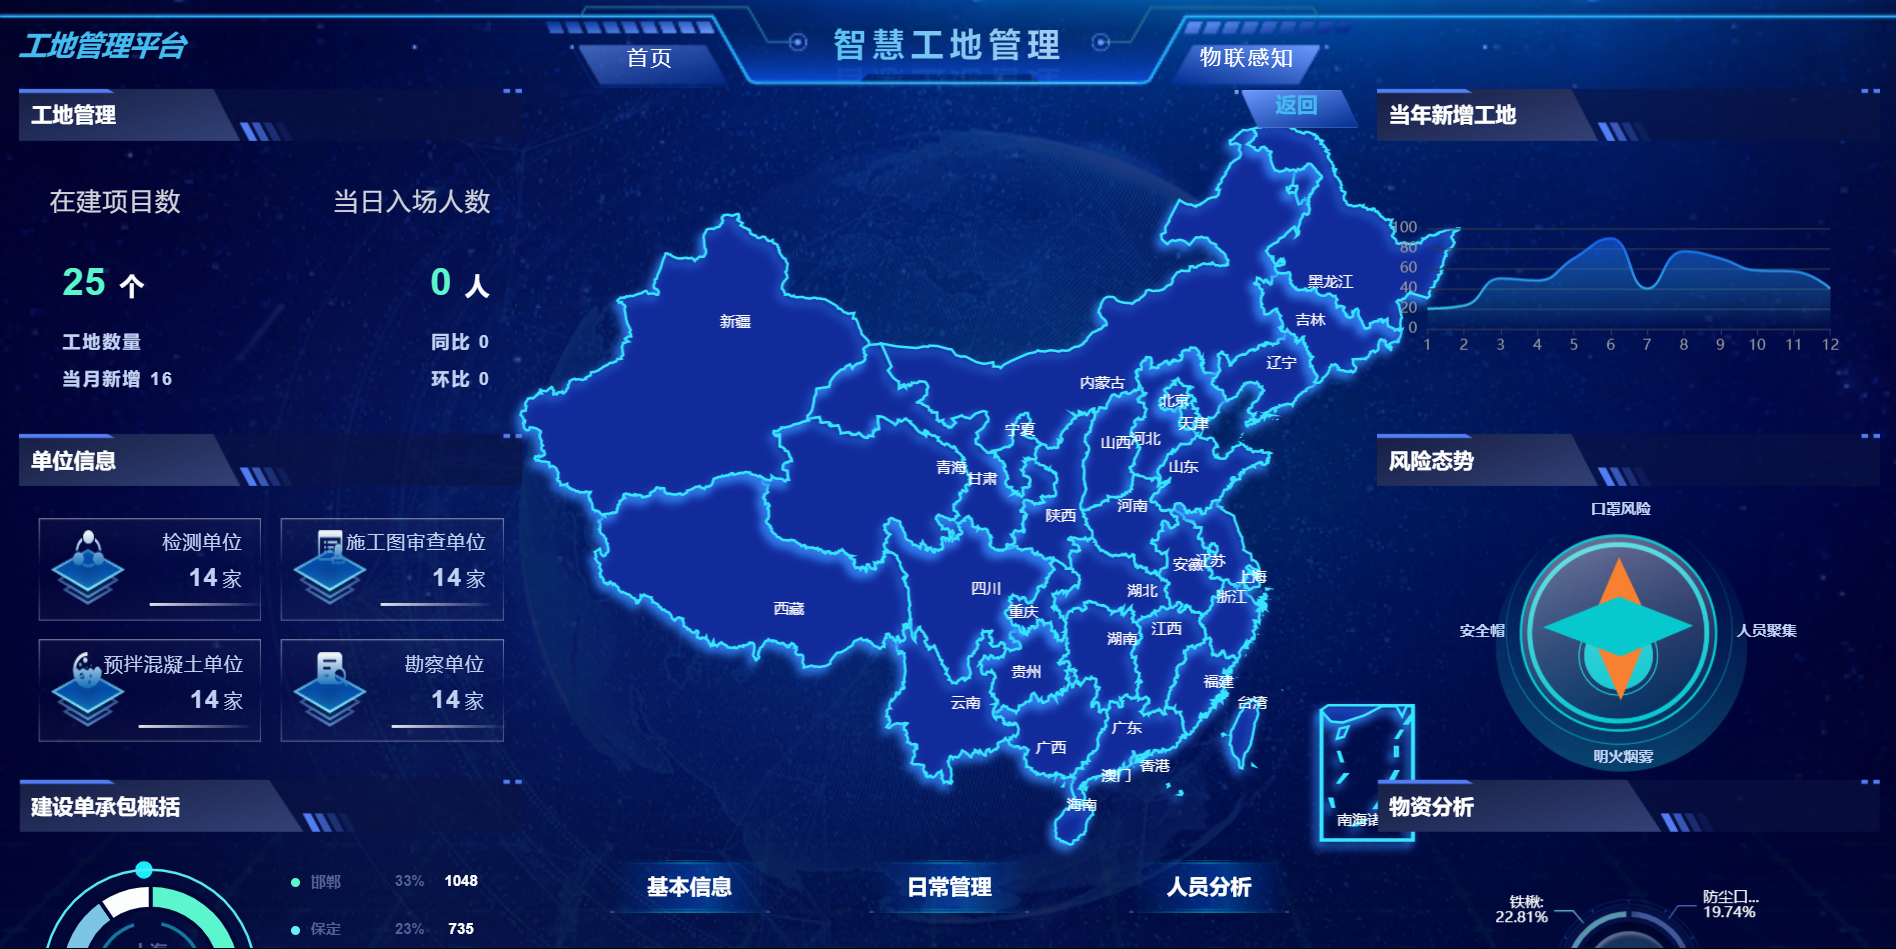 工地管理平台
首页
智慧工地管理
物联感知
返回
工地管理
在建项目数
当日入场人数
25 个
0 人
工地数量
同比 0
当月新增 16
环比 0
单位信息
检测单位
14 家
施工图审查单位
14 家
预拌混凝土单位
14 家
勘察单位
14 家
建设单承包概括
邯郸 33% 1048
保定 23% 735
上海
新疆
黑龙江
吉林
辽宁
内蒙古
北京
天津
宁夏
山西
河北
青海
甘肃
山东
陕西
河南
安徽
江苏
上海
四川
湖北
浙江
西藏
重庆
湖南
江西
贵州
福建
云南
台湾
广东
广西
香港
澳门
海南
南海诸
基本信息
日常管理
人员分析
当年新增工地
100
80
60
40
20
0
1 2 3 4 5 6 7 8 9 10 11 12
风险态势
口罩风险
安全帽
人员聚集
明火烟雾
物资分析
铁楸:
22.81%
防尘口...
19.74%